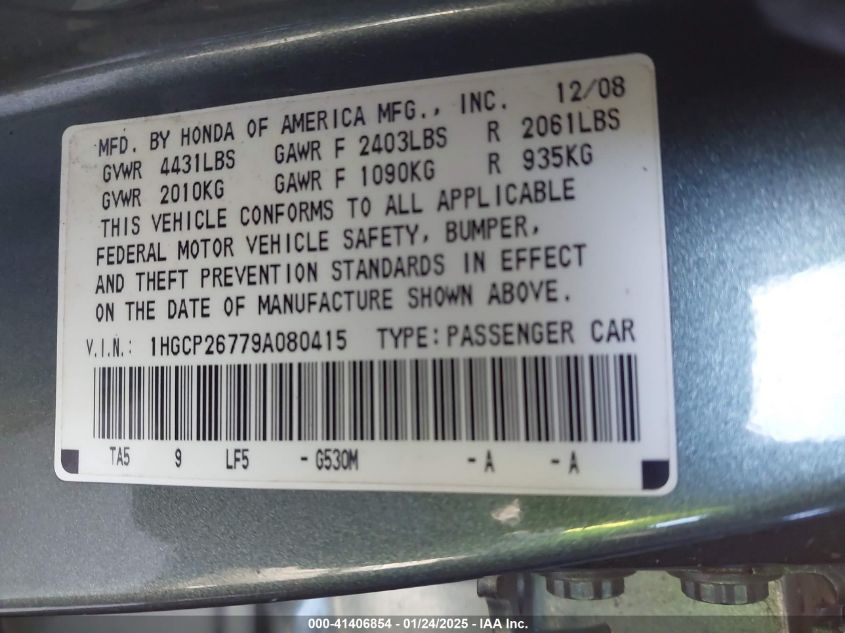 MFD. BY HONDA OF AMERICA MFG., INC. 12/08
GVWR 4431LBS GAWR F 2403LBS R 2061LBS
GVWR 2010KG GAWR F 1090KG R 935KG
THIS VEHICLE CONFORMS TO ALL APPLICABLE
FEDERAL MOTOR VEHICLE SAFETY, BUMPER,
AND THEFT PREVENTION STANDARDS IN EFFECT
ON THE DATE OF MANUFACTURE SHOWN ABOVE.
V.I.N.: 1HGCP26779A080415 TYPE: PASSENGER CAR
TA5 9 LF5 - G530M - A - A
000-41406854 — 01/24/2025 — IAA Inc.